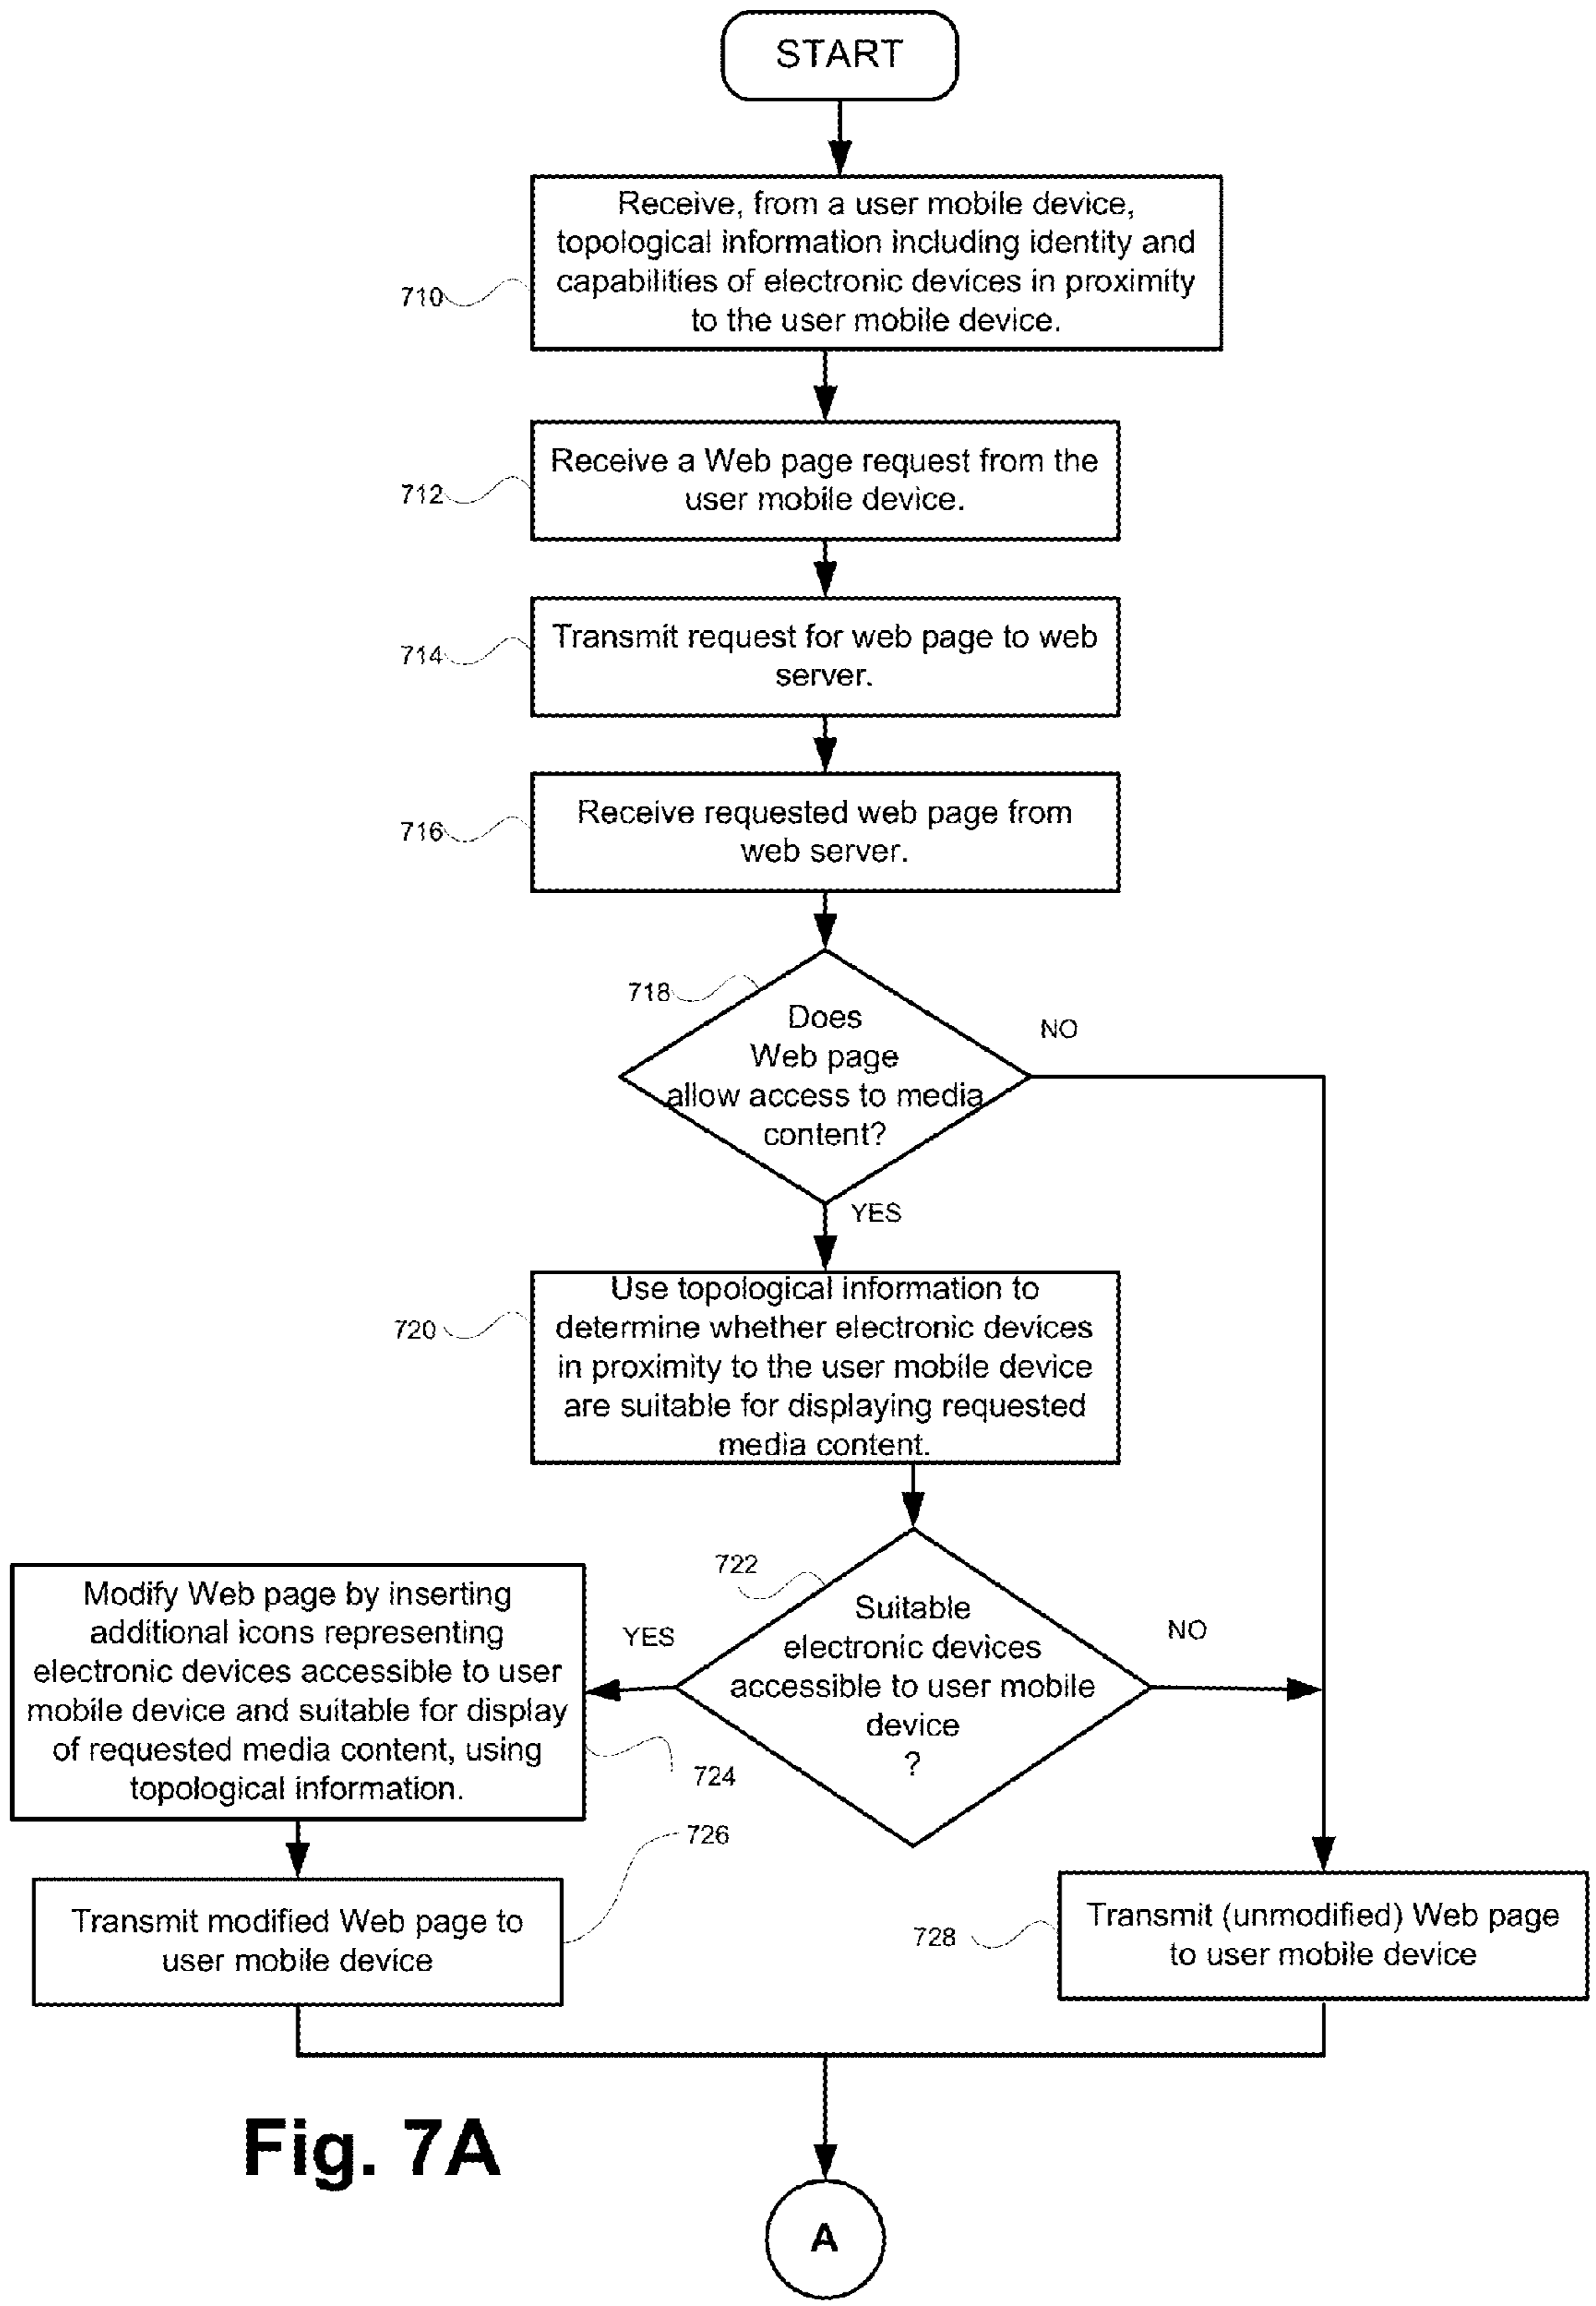 START
Receive, from a user mobile device,
topological information including identity and
capabilities of electronic devices in proximity
to the user mobile device.
710
Receive a Web page request from the
user mobile device.
712
Transmit request for web page to web
server.
714
Receive requested web page from
web server.
716
718
Does
Web page
allow access to media
content?
NO
YES
Use topological information to
determine whether electronic devices
in proximity to the user mobile device
are suitable for displaying requested
media content.
720
722
Suitable
electronic devices
accessible to user mobile
device
?
YES
NO
Modify Web page by inserting
additional icons representing
electronic devices accessible to user
mobile device and suitable for display
of requested media content, using
topological information.
724
726
Transmit modified Web page to
user mobile device
728
Transmit (unmodified) Web page
to user mobile device
Fig. 7A
A